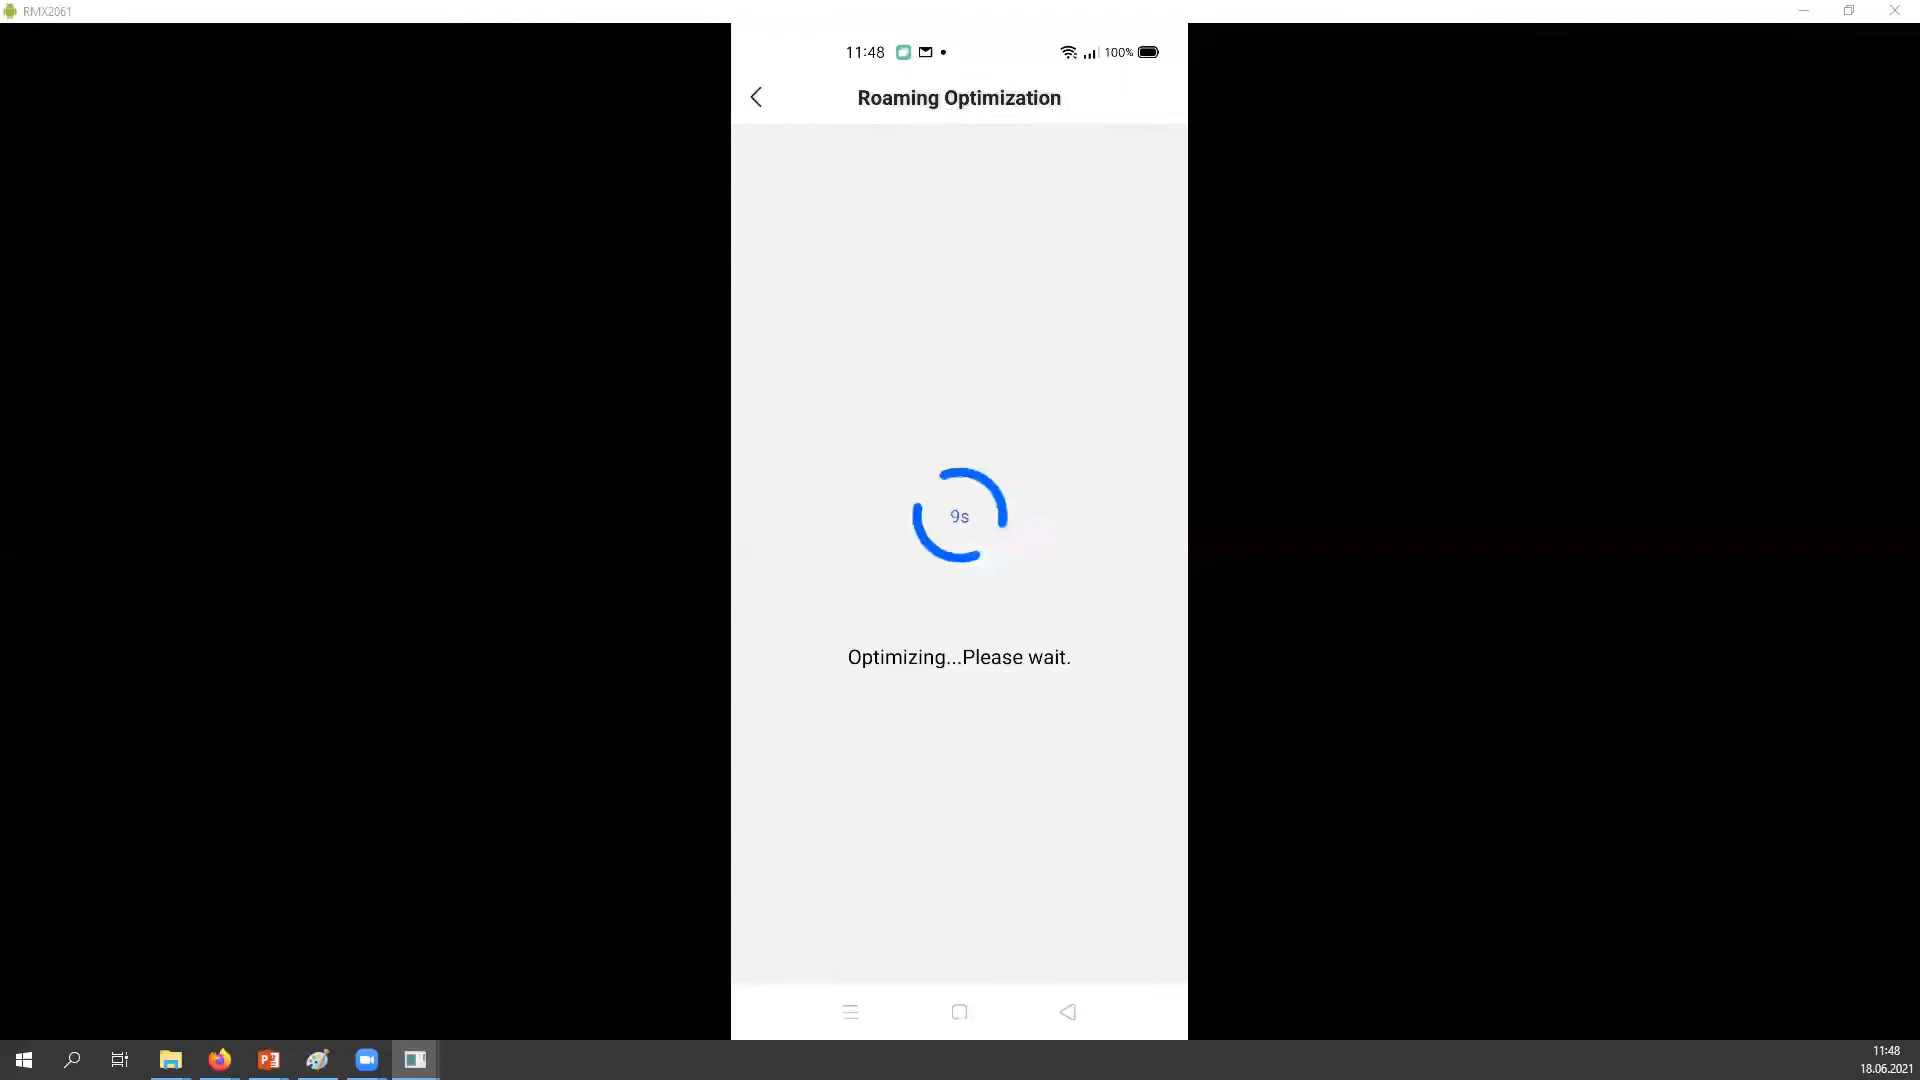 RMX2061
11:48
100%
Roaming Optimization
9s
Optimizing...Please wait.
11:48
18.06.2021